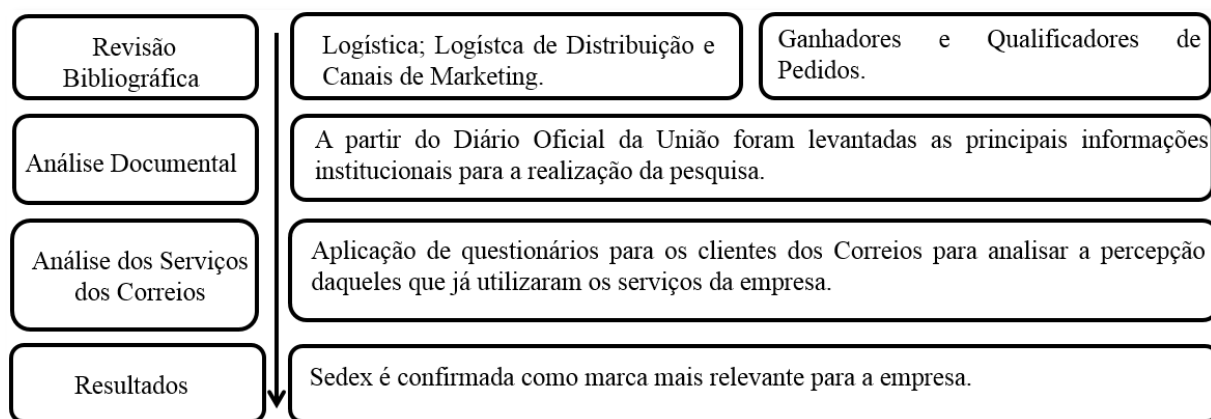 Revisão
Bibliográfica
Logística; Logístca de Distribuição e
Canais de Marketing.
Ganhadores e Qualificadores de
Pedidos.
Análise Documental
A partir do Diário Oficial da União foram levantadas as principais informações
institucionais para a realização da pesquisa.
Análise dos Serviços
dos Correios
Aplicação de questionários para os clientes dos Correios para analisar a percepção
daqueles que já utilizaram os serviços da empresa.
Resultados
Sedex é confirmada como marca mais relevante para a empresa.